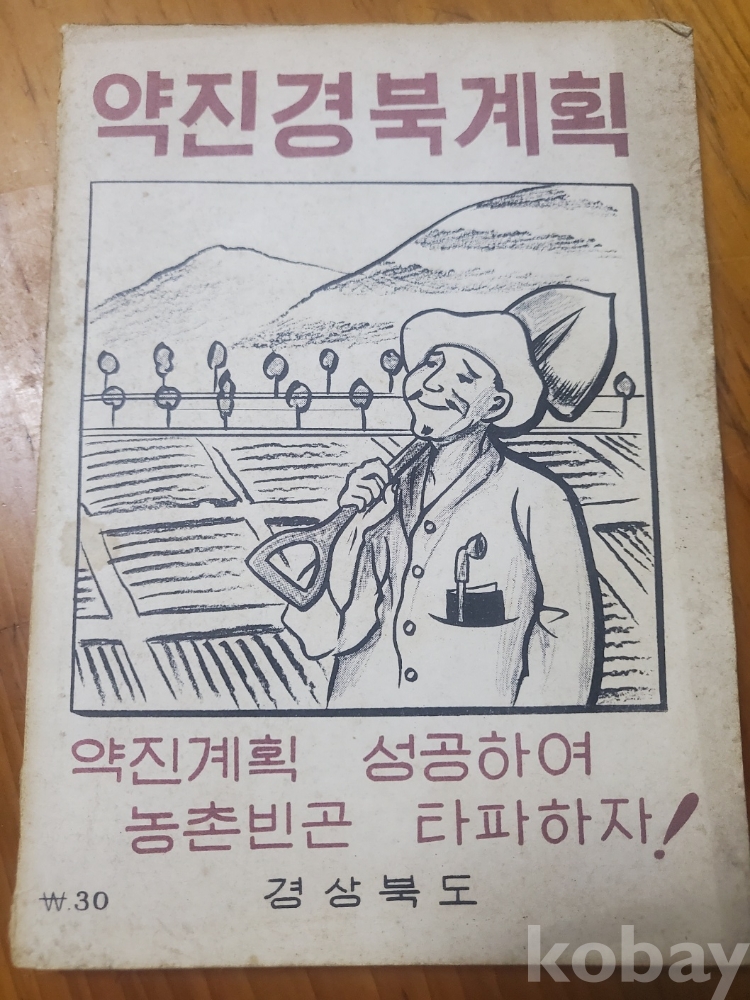 약진경북계획
약진계획 성공하여
농촌빈곤 타파하자!
₩.30
경상북도
kobay